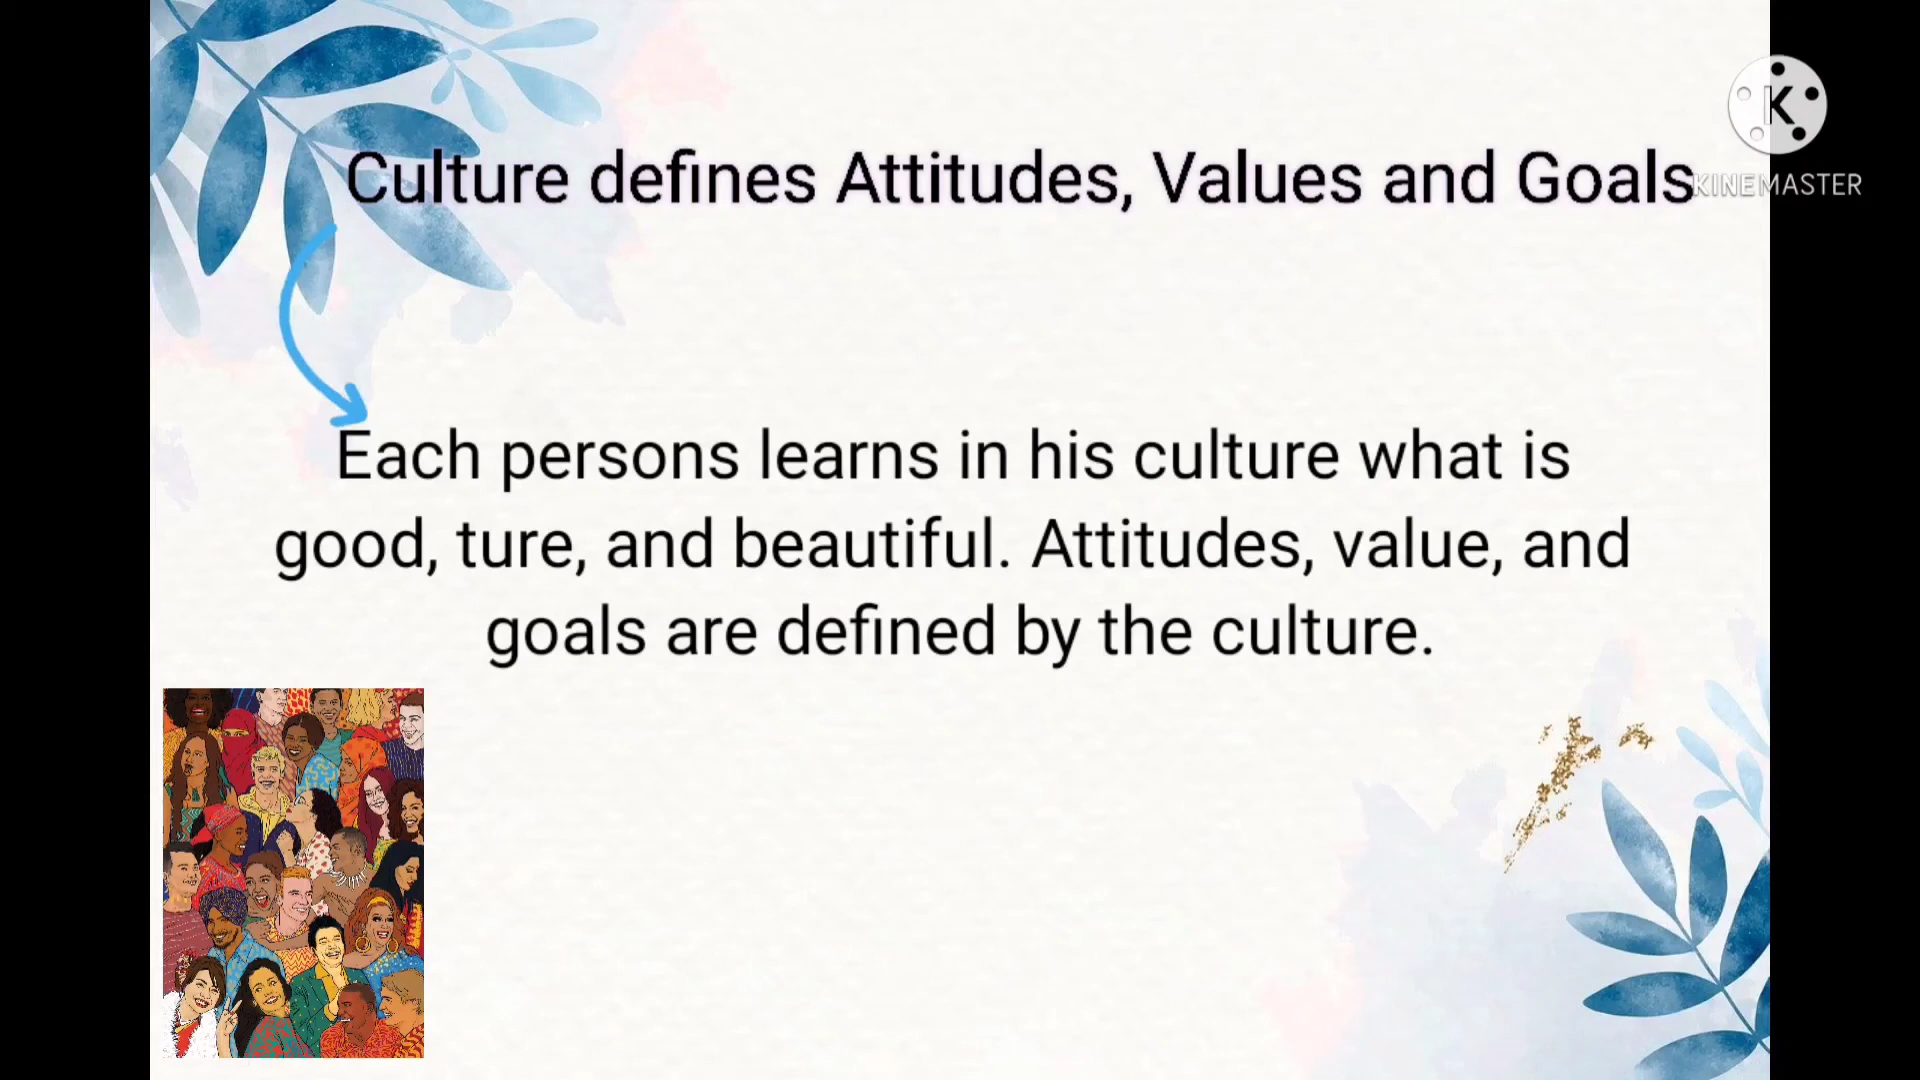 K
KINEMASTER
Culture defines Attitudes, Values and Goals
Each persons learns in his culture what is
good, ture, and beautiful. Attitudes, value, and
goals are defined by the culture.